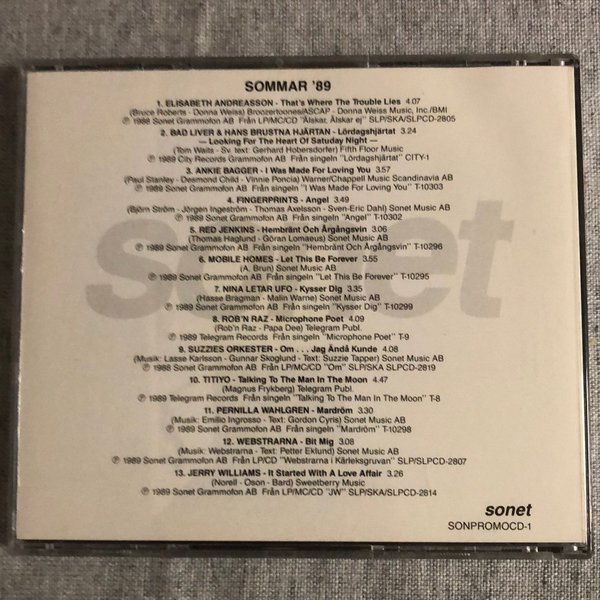 SOMMAR '89
1. ELISABETH ANDREASSON - That's Where The Trouble Lies 4.07
(Bruce Roberts - Donna Weiss) Broozertoones/ASCAP - Donna Weiss Music, Inc./BMI
℗ 1988 Sonet Grammofon AB Från LP/MC/CD "Älskar, Älskar ej" SLP/SKA/SLPCD-2805
2. BAD LIVER & HANS BRUSTNA HJÄRTAN - Lördagshjärtat 3.24
— Looking For The Heart Of Satuday Night —
(Tom Waits - Sv. text: Gerhard Hobersdorfer) Fifth Floor Music
℗ 1989 City Records Grammofon AB Från singeln "Lördagshjärtat" CITY-1
3. ANKIE BAGGER - I Was Made For Loving You 3.57
(Paul Stanley - Desmond Child - Vinnie Poncia) Warner/Chappell Music Scandinavia AB
℗ 1989 Sonet Grammofon AB Från Singeln "I Was Made For Loving You" T-10303
4. FINGERPRINTS - Angel 3.49
(Björn Ström - Jörgen Ingeström - Thomas Axelsson - Sven-Eric Dahl) Sonet Music AB
℗ 1989 Sonet Grammofon AB Från singeln "Angel" T-10302
5. RED JENKINS - Hembränt Och Årgångsvin 3.06
(Thomas Haglund - Göran Lomaeus) Sonet Music AB
℗ 1989 Sonet Grammofon AB Från singeln "Hembränt Och Årgångsvin" T-10296
6. MOBILE HOMES - Let This Be Forever 3.55
(A. Brun) Sonet Music AB
℗ 1989 Sonet Grammofon AB Från singeln "Let This Be Forever" T-10295
7. NINA LETAR UFO - Kysser Dig 3.35
(Hasse Bragman - Malin Warne) Sonet Music AB
℗ 1989 Sonet Grammofon AB Från singeln "Kysser Dig" T-10299
8. ROB'N RAZ - Microphone Poet 4.09
(Rob'n Raz - Papa Dee) Telegram Publ.
℗ 1989 Telegram Records Från singeln "Microphone Poet" T-9
9. SUZZIES ORKESTER - Om . . . Jag Ändå Kunde 4.08
(Musik: Lasse Karlsson - Gunnar Skoglund - Text: Suzzie Tapper) Sonet Music AB
℗ 1988 Sonet Grammofon AB Från LP/MC/CD "Om" SLP/SKA SLPCD-2819
10. TITIYO - Talking To The Man In The Moon 4.47
(Magnus Frykberg) Telegram Publ.
℗ 1989 Telegram Records Från singeln "Talking To The Man In The Moon" T-8
11. PERNILLA WAHLGREN - Mardröm 3.30
(Musik: Emilio Ingrosso - Text: Gordon Cyris) Sonet Music AB
℗ 1989 Sonet Grammofon AB Från singeln "Mardröm" T-10298
12. WEBSTRARNA - Bit Mig 3.08
(Musik: Webstrarna - Text: Petter Eklund) Sonet Music AB
℗ 1989 Sonet Grammofon AB Från LP/CD "Webstrarna i Kärleksgruvan" SLP/SLPCD-2807
13. JERRY WILLIAMS - It Started With A Love Affair 3.26
(Norell - Oson - Bard) Sweetberry Music
℗ 1989 Sonet Grammofon AB Från LP/MC/CD "JW" SLP/SKA/SLPCD-2814
sonet
sonet
SONPROMOCD-1